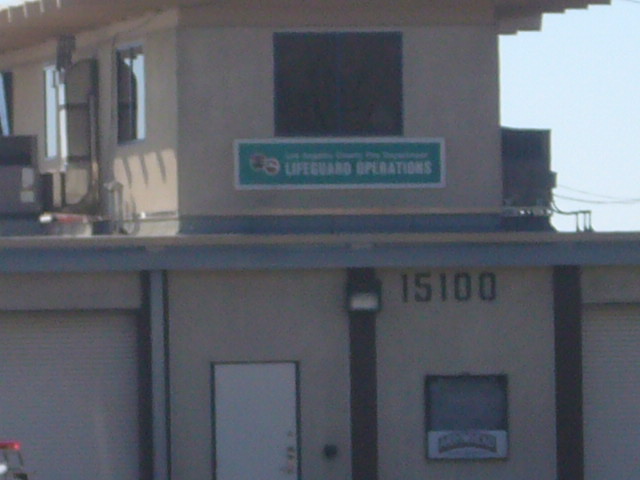 Los Angeles County Fire Department
LIFEGUARD OPERATIONS
15100